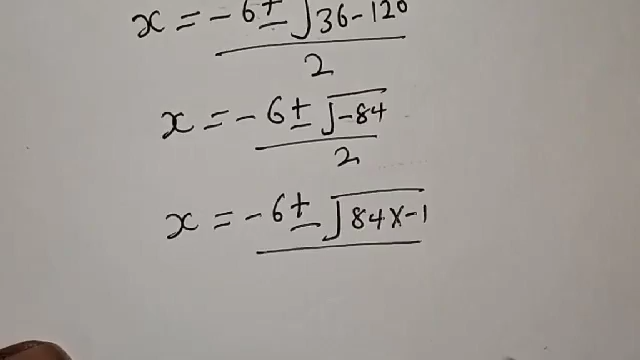 x = -6 ± √36-120
2
x = -6 ± √-84
2
x = -6 ± √84x-1